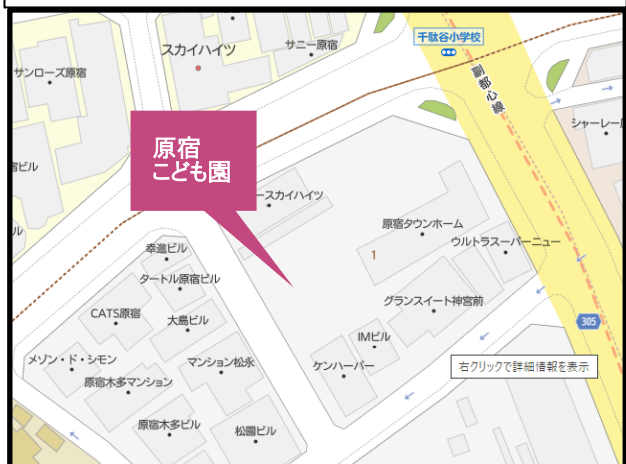 千駄谷小学校
スカイハイツ
サニー原宿
サンローズ原宿
副都心線
シャーレー
宿ビル
原宿
こども園
ースカイハイツ
ル
原宿タウンホーム
ウルトラスーパーニュー
1
幸進ビル
タートル原宿ビル
CATS原宿
大島ビル
グランスイート神宮前
305
IMビル
メゾン・ド・シモン
マンション松永
ケンハーバー
右クリックで詳細情報を表示
原宿木多マンション
原宿木多ビル
松園ビル